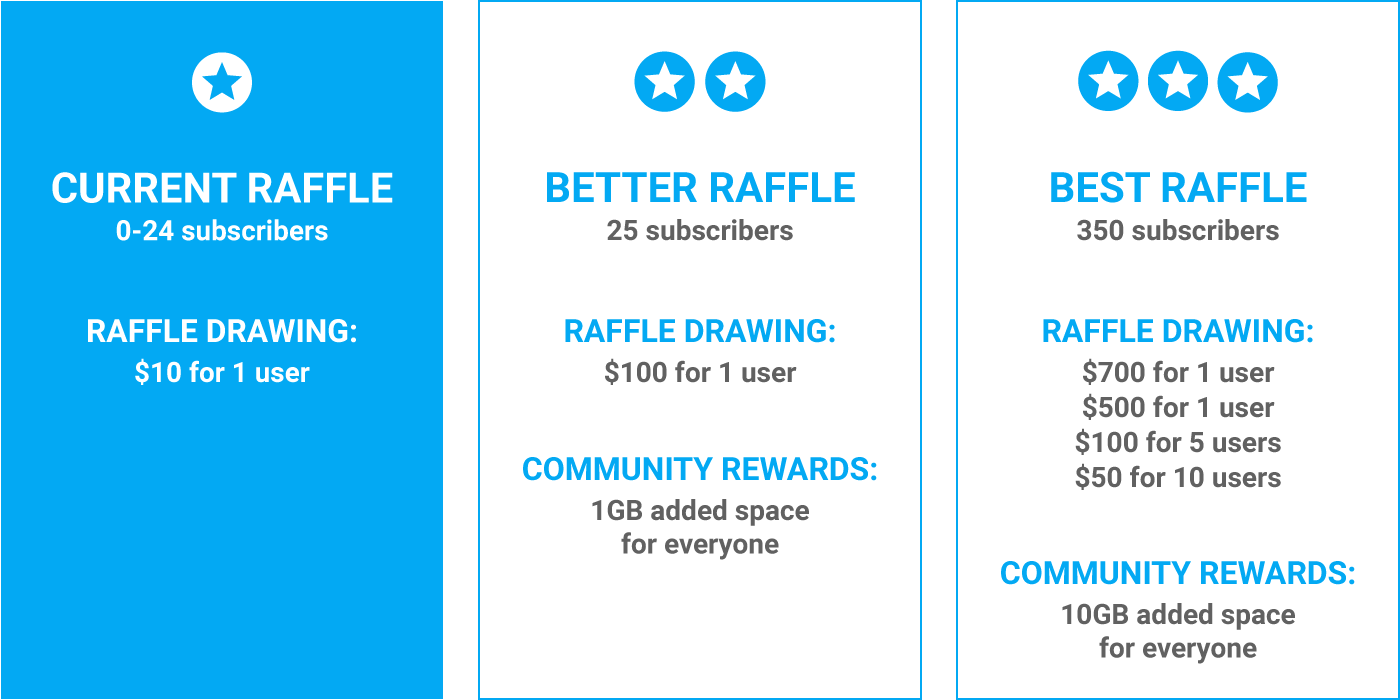 CURRENT RAFFLE
0-24 subscribers
RAFFLE DRAWING:
$10 for 1 user
BETTER RAFFLE
25 subscribers
RAFFLE DRAWING:
$100 for 1 user
COMMUNITY REWARDS:
1GB added space
for everyone
BEST RAFFLE
350 subscribers
RAFFLE DRAWING:
$700 for 1 user
$500 for 1 user
$100 for 5 users
$50 for 10 users
COMMUNITY REWARDS:
10GB added space
for everyone